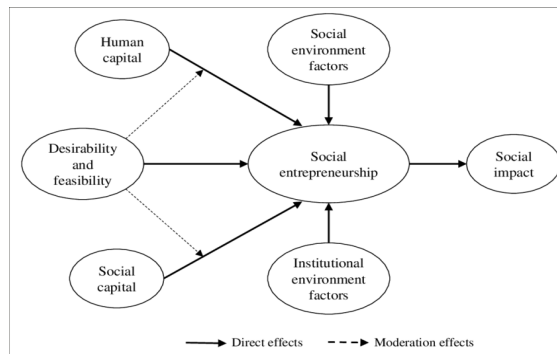 Human
capital
Social
environment
factors
Desirability
and
feasibility
Social
entrepreneurship
Social
impact
Social
capital
Institutional
environment
factors
Direct effects
Moderation effects